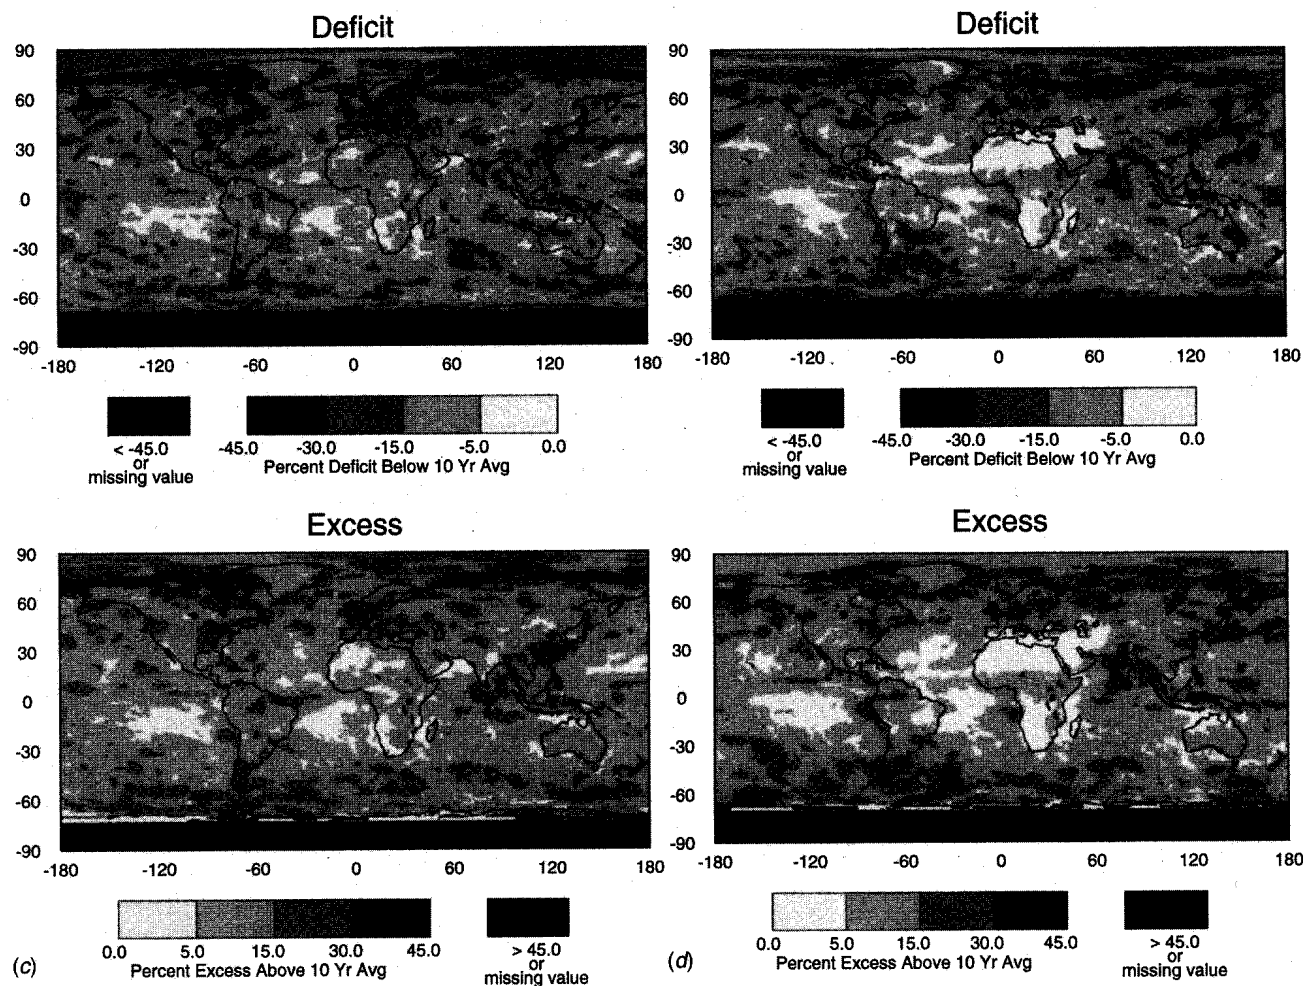 Deficit
90
60
30
0
-30
-60
-90
-180 -120 -60 0 60 120 180
< -45.0
or
missing value
-45.0 -30.0 -15.0 -5.0 0.0
Percent Deficit Below 10 Yr Avg
Deficit
90
60
30
0
-30
-60
-90
-180 -120 -60 0 60 120 180
< -45.0
or
missing value
-45.0 -30.0 -15.0 -5.0 0.0
Percent Deficit Below 10 Yr Avg
Excess
90
60
30
0
-30
-60
-90
-180 -120 -60 0 60 120 180
0.0 5.0 15.0 30.0 45.0
Percent Excess Above 10 Yr Avg
> 45.0
or
missing value
(c)
Excess
90
60
30
0
-30
-60
-90
-180 -120 -60 0 60 120 180
0.0 5.0 15.0 30.0 45.0
Percent Excess Above 10 Yr Avg
> 45.0
or
missing value
(d)